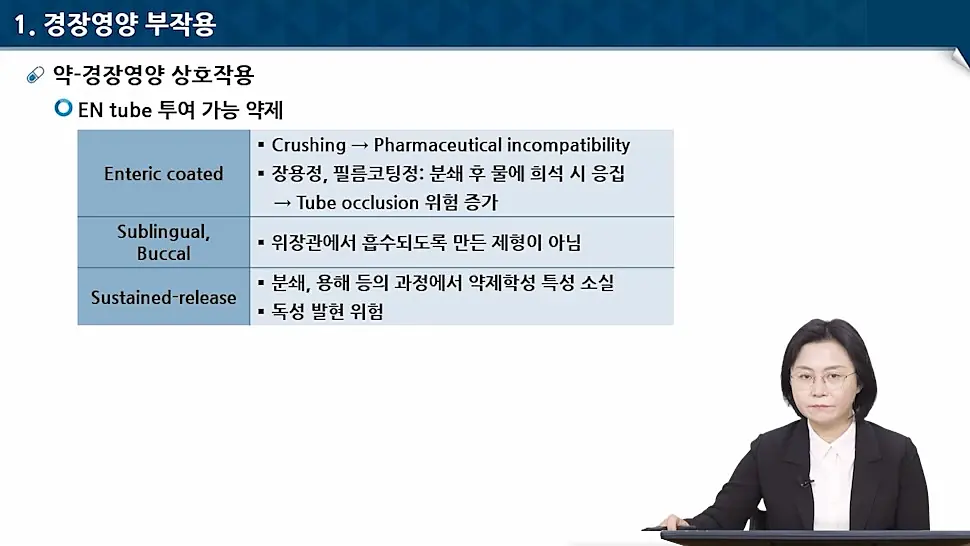 1. 경장영양 부작용
약-경장영양 상호작용
EN tube 투여 가능 약제
Enteric coated
▪ Crushing → Pharmaceutical incompatibility
▪ 장용정, 필름코팅정: 분쇄 후 물에 희석 시 응집
→ Tube occlusion 위험 증가
Sublingual,
Buccal
▪ 위장관에서 흡수되도록 만든 제형이 아님
Sustained-release
▪ 분쇄, 용해 등의 과정에서 약제학성 특성 소실
▪ 독성 발현 위험